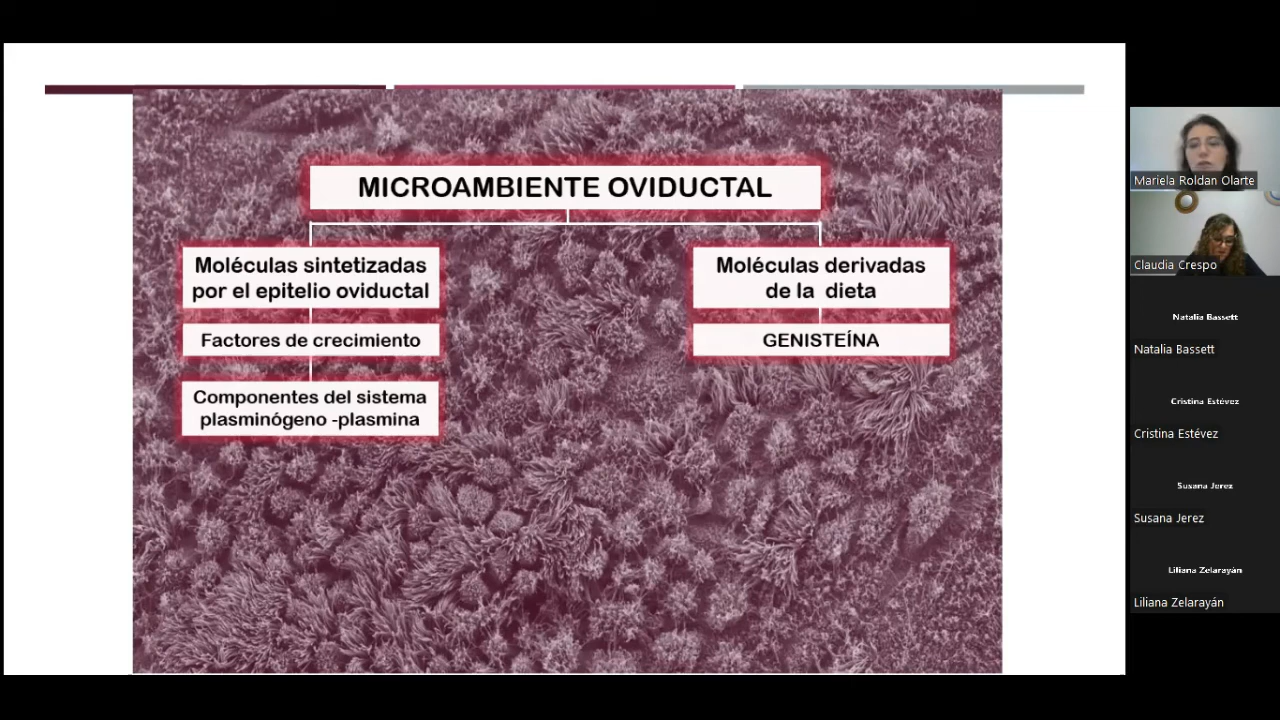 MICROAMBIENTE OVIDUCTAL
Moléculas sintetizadas
por el epitelio oviductal
Factores de crecimiento
Componentes del sistema
plasminógeno -plasmina
Moléculas derivadas
de la dieta
GENISTEÍNA
Mariela Roldan Olarte
Claudia Crespo
Natalia Bassett
Natalia Bassett
Cristina Estévez
Cristina Estévez
Susana Jerez
Susana Jerez
Liliana Zelarayán
Liliana Zelarayán